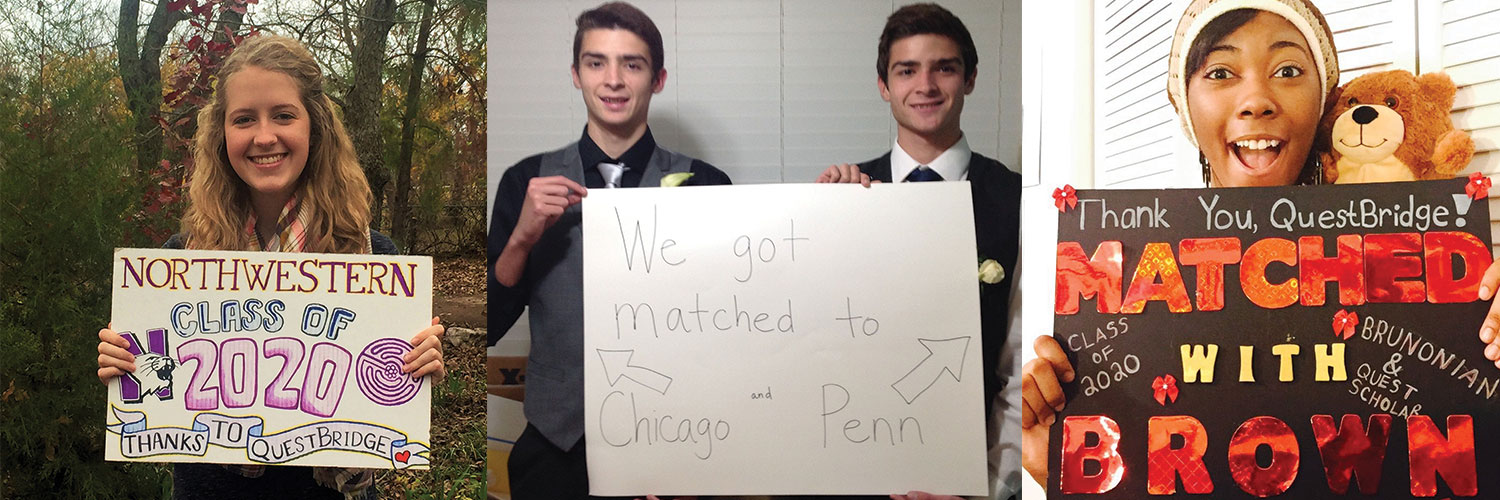 NORTHWESTERN
CLASS OF
N 2020
THANKS TO QUESTBRIDGE
We got
matched to
Chicago and Penn
Thank You, QuestBridge!
MATCHED
CLASS
OF
2020
WITH
BRUNONIAN
&
QUEST
SCHOLAR
BROWN